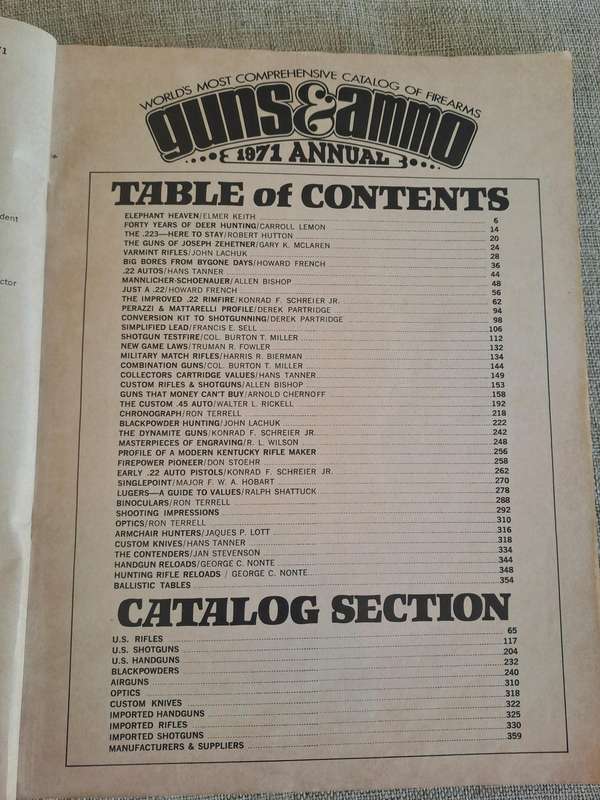 71
dent
ctor
WORLD'S MOST COMPREHENSIVE CATALOG OF FIREARMS
guns & ammo
1971 ANNUAL
TABLE of CONTENTS
ELEPHANT HEAVEN/ELMER KEITH 6
FORTY YEARS OF DEER HUNTING/CARROLL LEMON 14
THE .223—HERE TO STAY/ROBERT HUTTON 20
THE GUNS OF JOSEPH ZEHETNER/GARY K. MCLAREN 24
VARMINT RIFLES/JOHN LACHUK 28
BIG BORES FROM BYGONE DAYS/HOWARD FRENCH 36
.22 AUTOS/HANS TANNER 44
MANNLICHER-SCHOENAUER/ALLEN BISHOP 48
JUST A .22/HOWARD FRENCH 56
THE IMPROVED .22 RIMFIRE/KONRAD F. SCHREIER JR. 62
PERAZZI & MATTARELLI PROFILE/DEREK PARTRIDGE 94
CONVERSION KIT TO SHOTGUNNING/DEREK PARTRIDGE 98
SIMPLIFIED LEAD/FRANCIS E. SELL 106
SHOTGUN TESTFIRE/COL. BURTON T. MILLER 112
NEW GAME LAWS/TRUMAN R. FOWLER 132
MILITARY MATCH RIFLES/HARRIS R. BIERMAN 134
COMBINATION GUNS/COL. BURTON T. MILLER 144
COLLECTORS CARTRIDGE VALUES/HANS TANNER 149
CUSTOM RIFLES & SHOTGUNS/ALLEN BISHOP 153
GUNS THAT MONEY CAN'T BUY/ARNOLD CHERNOFF 158
THE CUSTOM .45 AUTO/WALTER L. RICKELL 192
CHRONOGRAPH/RON TERRELL 218
BLACKPOWDER HUNTING/JOHN LACHUK 222
THE DYNAMITE GUNS/KONRAD F. SCHREIER JR. 242
MASTERPIECES OF ENGRAVING/R. L. WILSON 248
PROFILE OF A MODERN KENTUCKY RIFLE MAKER 256
FIREPOWER PIONEER/DON STOEHR 258
EARLY .22 AUTO PISTOLS/KONRAD F. SCHREIER JR. 262
SINGLEPOINT/MAJOR F. W. A. HOBART 270
LUGERS—A GUIDE TO VALUES/RALPH SHATTUCK 278
BINOCULARS/RON TERRELL 288
SHOOTING IMPRESSIONS 292
OPTICS/RON TERRELL 310
ARMCHAIR HUNTERS/JAQUES P. LOTT 316
CUSTOM KNIVES/HANS TANNER 318
THE CONTENDERS/JAN STEVENSON 334
HANDGUN RELOADS/GEORGE C. NONTE 344
HUNTING RIFLE RELOADS / GEORGE C. NONTE 348
BALLISTIC TABLES 354
CATALOG SECTION
U.S. RIFLES 65
U.S. SHOTGUNS 117
U.S. HANDGUNS 204
BLACKPOWDERS 232
AIRGUNS 240
OPTICS 310
CUSTOM KNIVES 318
IMPORTED HANDGUNS 322
IMPORTED RIFLES 325
IMPORTED SHOTGUNS 330
MANUFACTURERS & SUPPLIERS 359